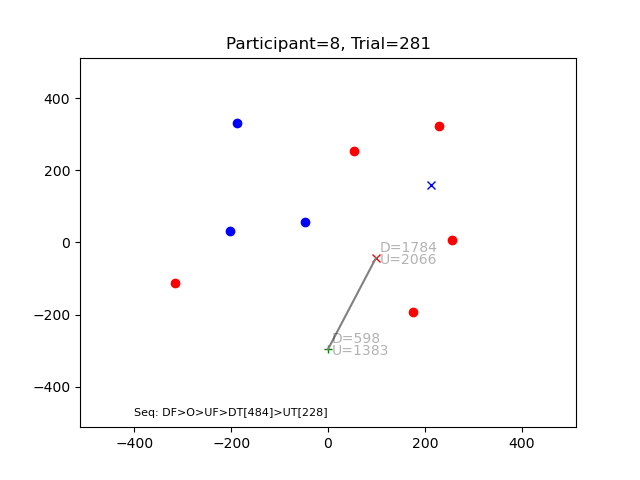 Participant=8, Trial=281
400
200
0
−200
−400
D=1784
U=2066
D=598
U=1383
Seq: DF>O>UF>DT[484]>UT[228]
−400 −200 0 200 400